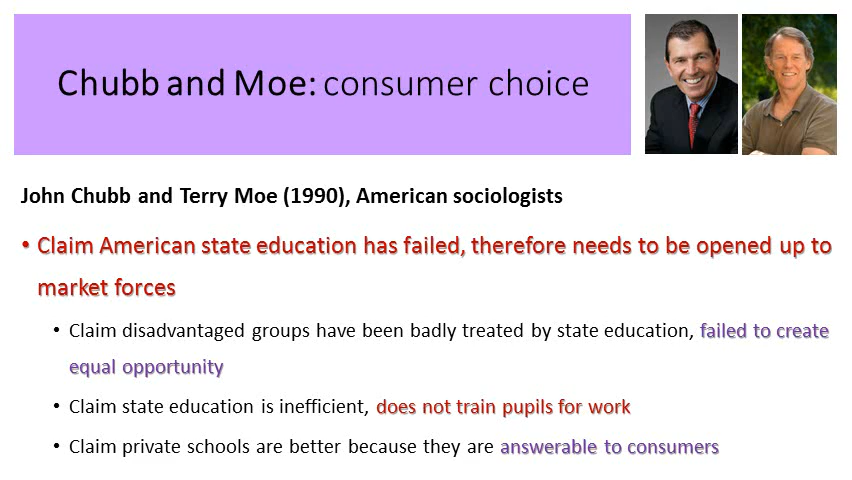 Chubb and Moe: consumer choice
John Chubb and Terry Moe (1990), American sociologists
• Claim American state education has failed, therefore needs to be opened up to
market forces
• Claim disadvantaged groups have been badly treated by state education, failed to create
equal opportunity
• Claim state education is inefficient, does not train pupils for work
• Claim private schools are better because they are answerable to consumers